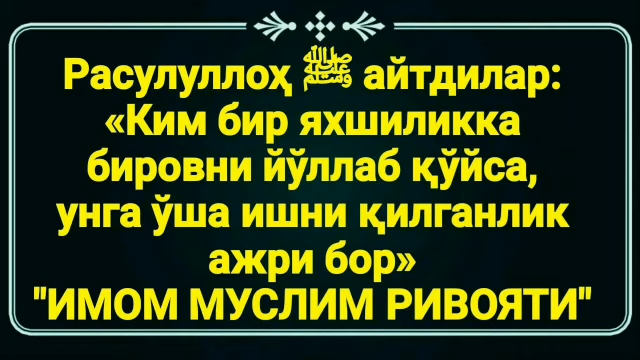 Расулуллоҳ ﷺ айтдилар:
«Ким бир яхшиликка
бировни йўллаб қўйса,
унга ўша ишни қилганлик
ажри бор»
"ИМОМ МУСЛИМ РИВОЯТИ"